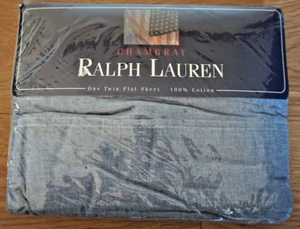 CHAMBRAY
RALPH LAUREN
One Twin Flat Sheet 100% Cotton